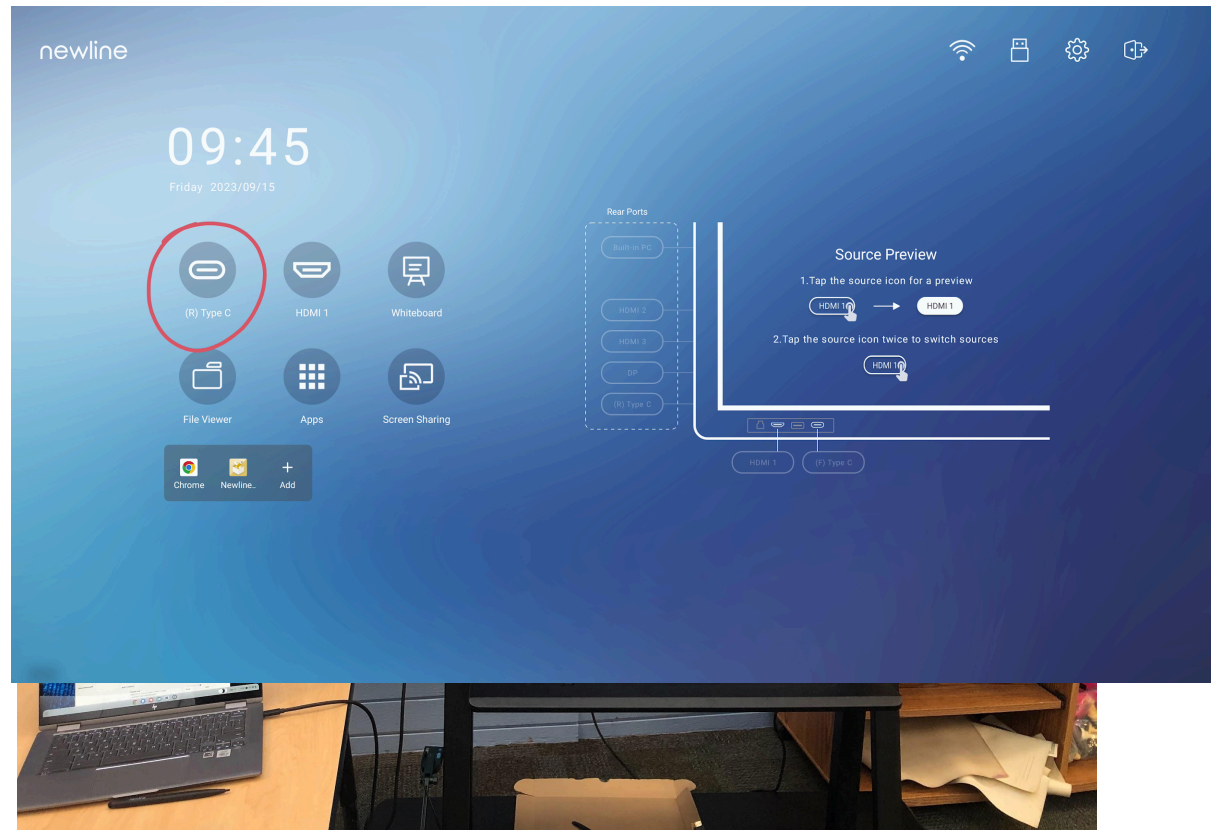 newline
09:45
Friday 2023/09/15
(R) Type C
HDMI 1
Whiteboard
File Viewer
Apps
Screen Sharing
Chrome
Newline..
Add
Rear Ports
Built-in PC
HDMI 2
HDMI 3
DP
(R) Type C
Source Preview
1.Tap the source icon for a preview
HDMI 1
HDMI 1
2.Tap the source icon twice to switch sources
HDMI 1
HDMI 1
(F) Type C
hp